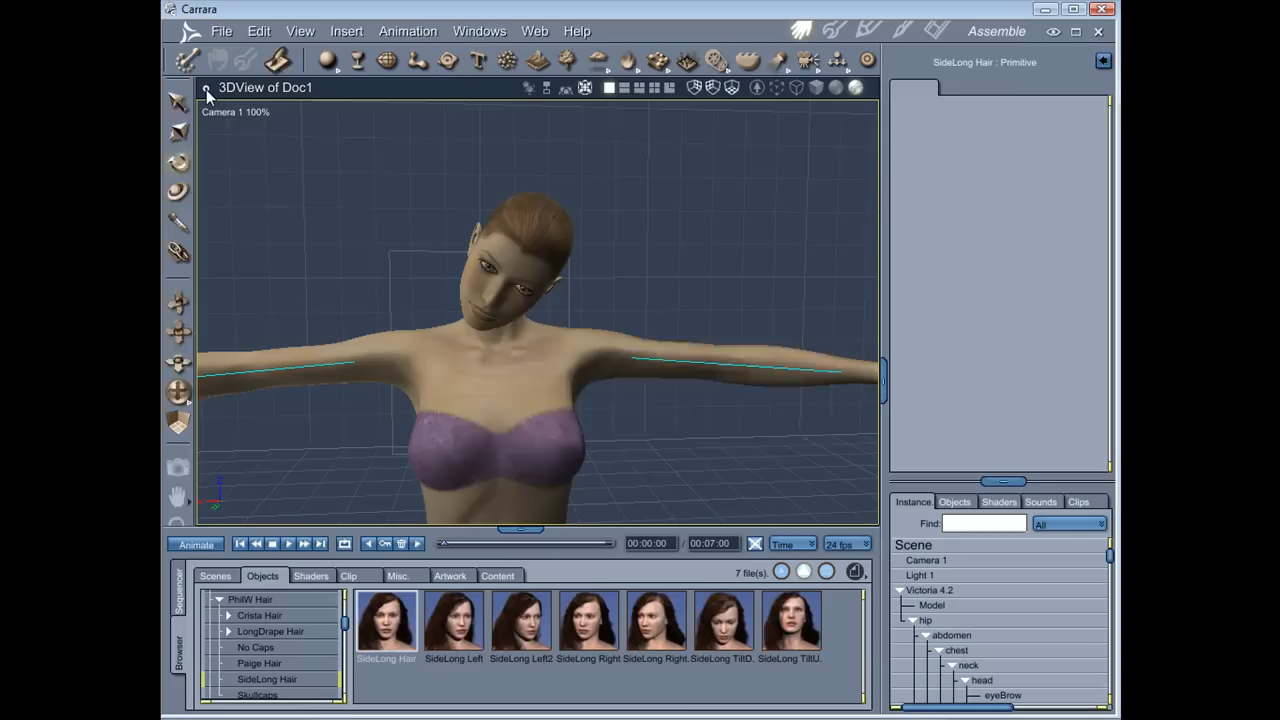 Carrara
File Edit View Insert Animation Windows Web Help
Assemble
SideLong Hair : Primitive
3DView of Doc1
Camera 1 100%
Instance. Objects Shaders Sounds Clips
Find: All
Scene
Camera 1
Light 1
Victoria 4.2
Model
hip
abdomen
chest
neck
head
eyeBrow
Animate 00:00:00 / 00:07:00 Time 24 fps
Sequencer
Browser
Scenes Objects Shaders Clip Misc. Artwork Content 7 file(s).
PhilW Hair
Crista Hair
LongDrape Hair
No Caps
Paige Hair
SideLong Hair
Skullcaps
SideLong Hair SideLong Left SideLong Left2 SideLong Right SideLong Right. SideLong TiltD. SideLong TiltU.